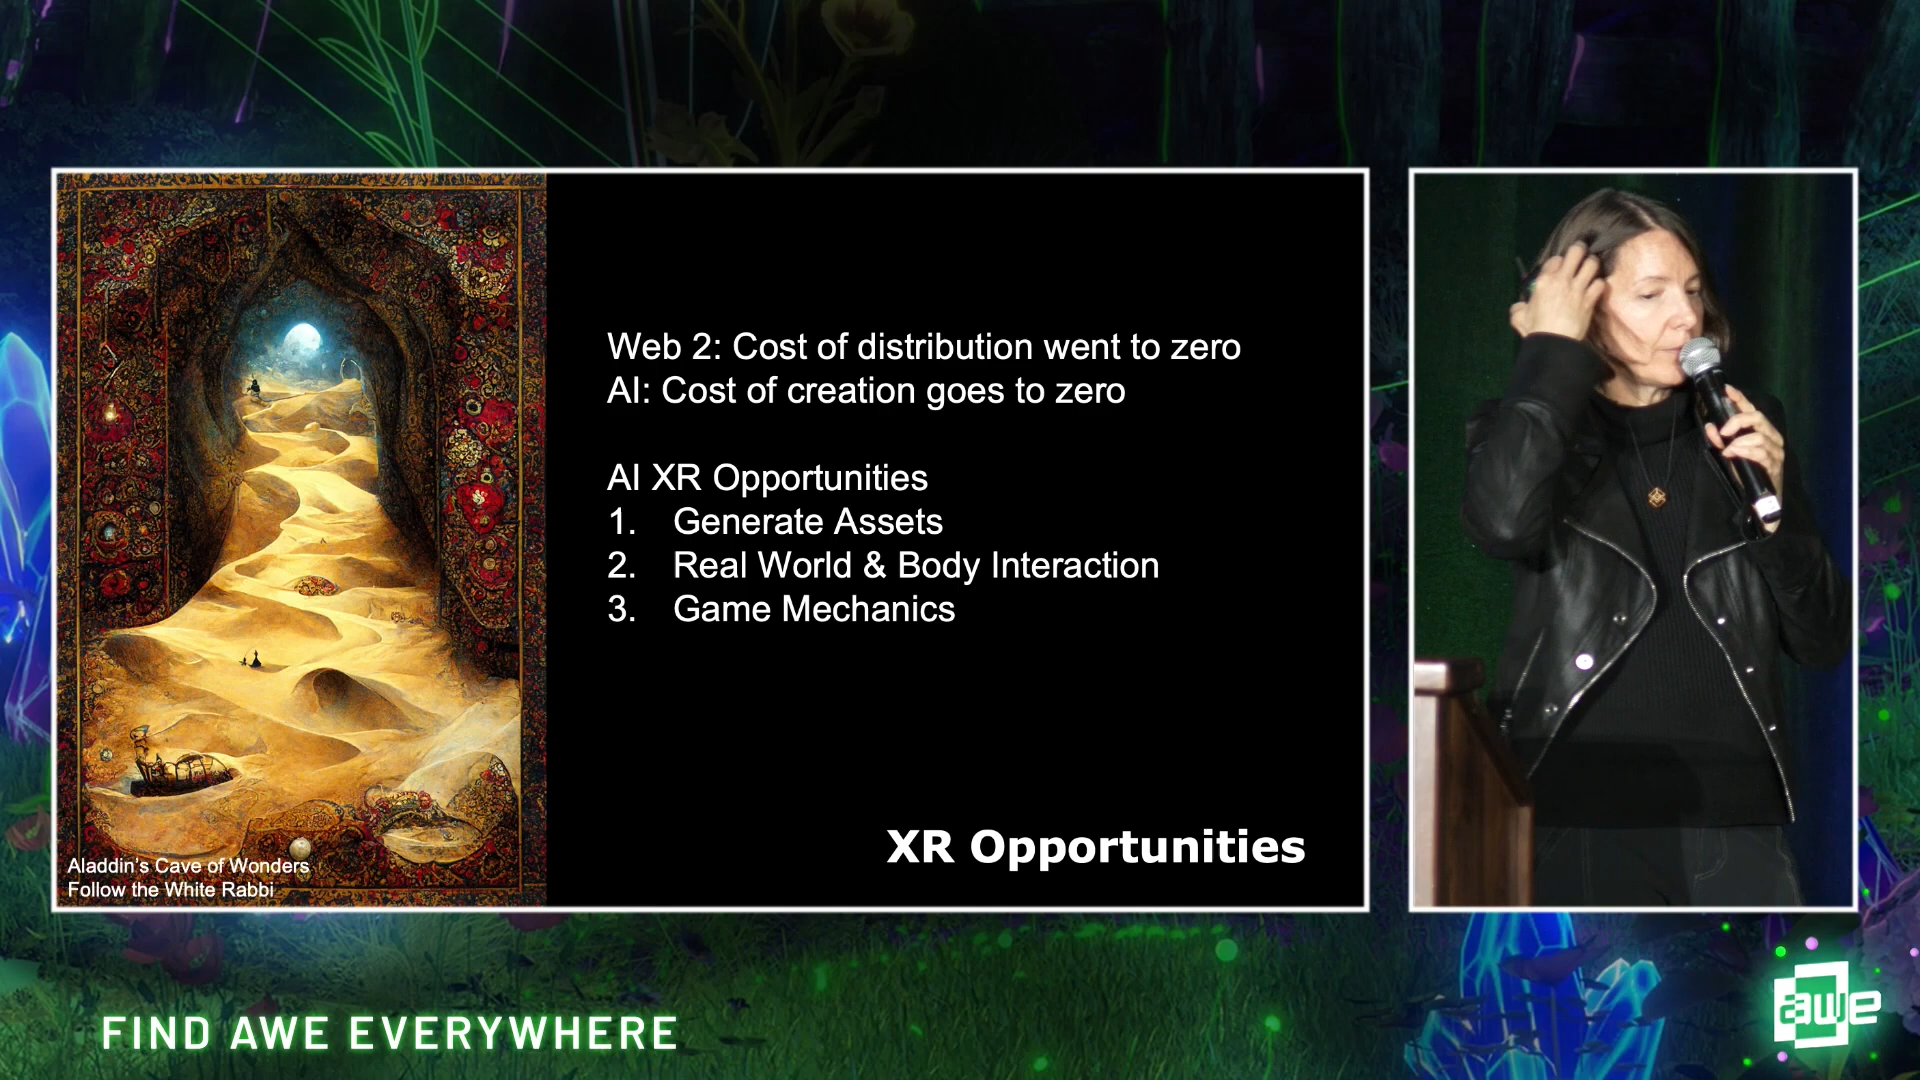 Web 2: Cost of distribution went to zero
AI: Cost of creation goes to zero
AI XR Opportunities
1. Generate Assets
2. Real World & Body Interaction
3. Game Mechanics
XR Opportunities
Aladdin's Cave of Wonders
Follow the White Rabbi
FIND AWE EVERYWHERE
awe